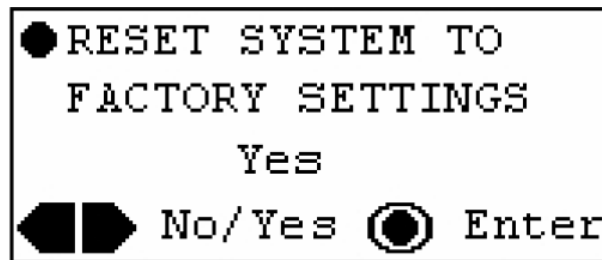 RESET SYSTEM TO
FACTORY SETTINGS
Yes
No/Yes Enter